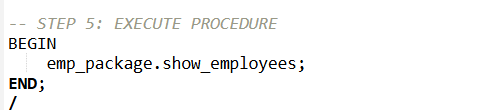 -- STEP 5: EXECUTE PROCEDURE
BEGIN
    emp_package.show_employees;
END;
/